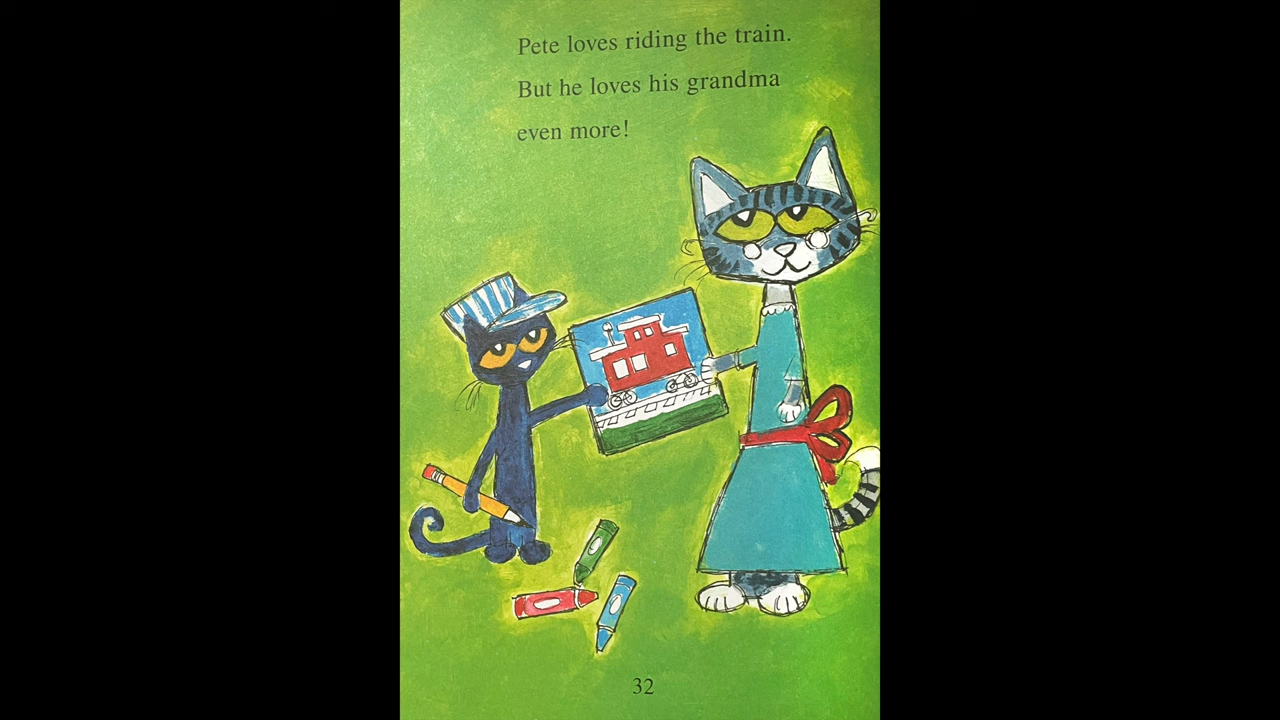 Pete loves riding the train.
But he loves his grandma
even more!
32